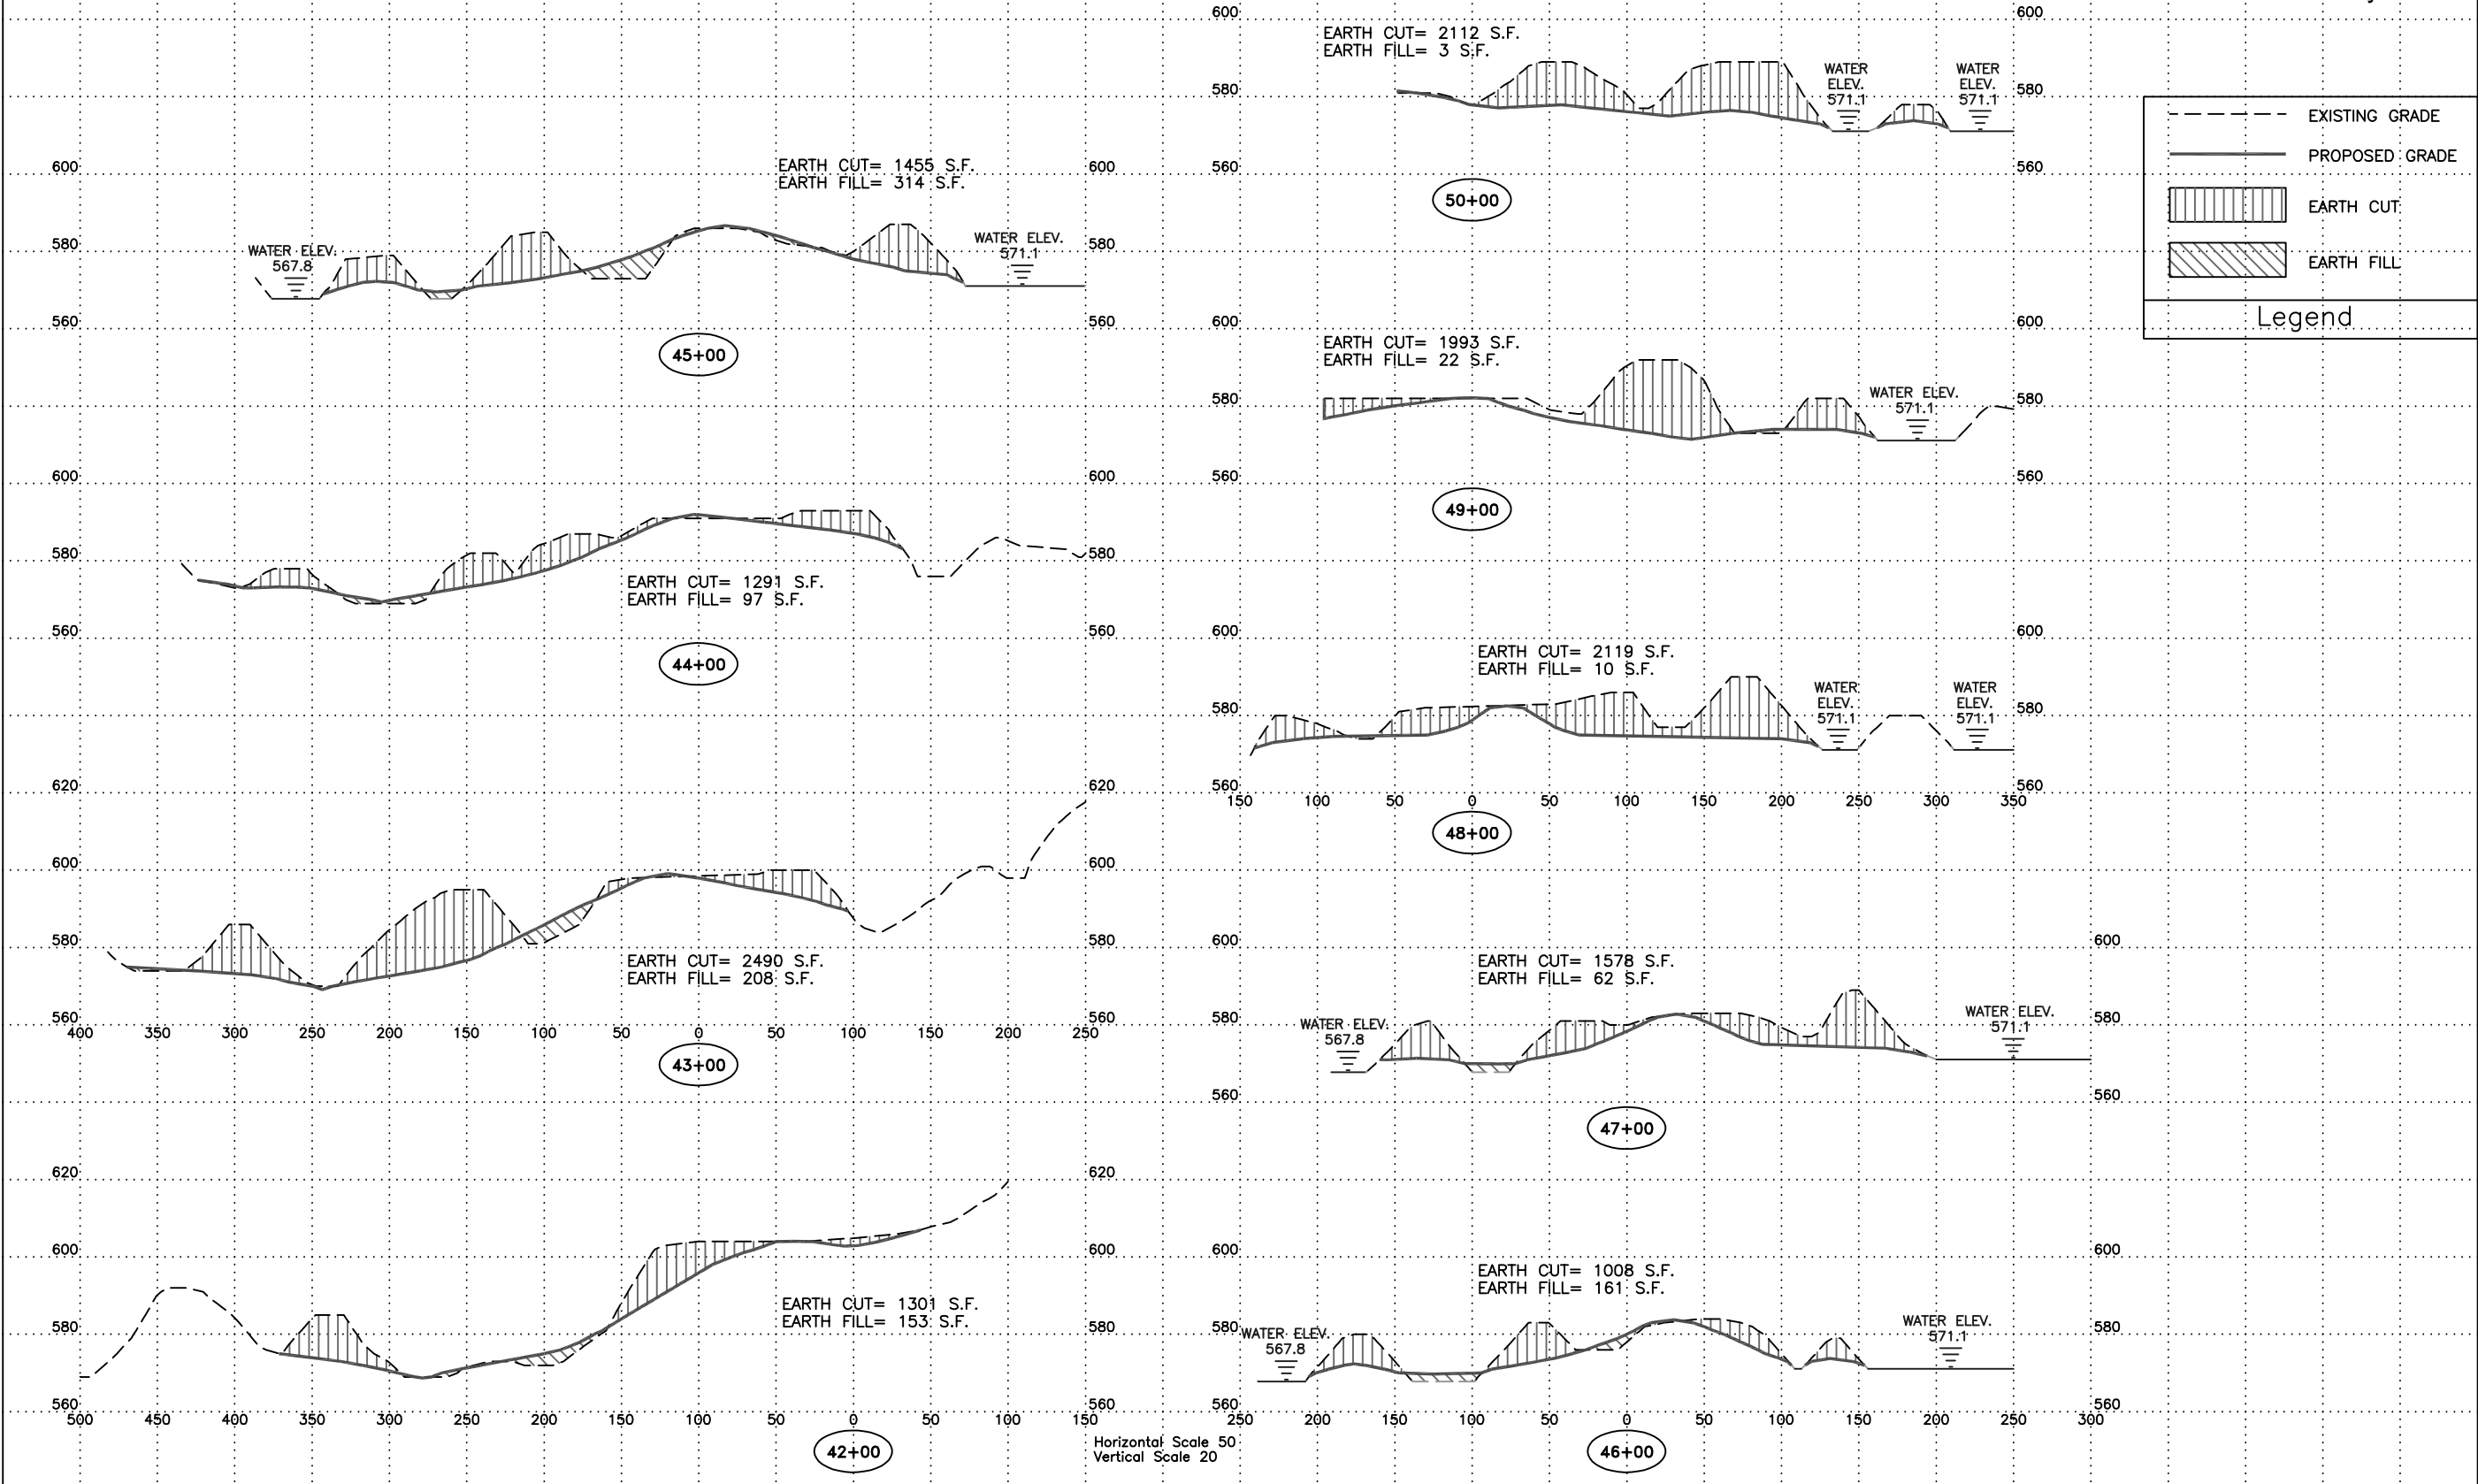 EARTH CUT= 1455 S.F.
EARTH FILL= 314 S.F.
600
600
WATER ELEV.
567.8
WATER ELEV.
571.1
580
580
560
560
45+00
600
600
580
580
EARTH CUT= 1291 S.F.
EARTH FILL= 97 S.F.
560
560
44+00
620
620
600
600
580
580
EARTH CUT= 2490 S.F.
EARTH FILL= 208 S.F.
560
560
400 350 300 250 200 150 100 50 0 50 100 150 200 250
43+00
620
620
600
600
EARTH CUT= 1301 S.F.
EARTH FILL= 153 S.F.
580
580
560
560
500 450 400 350 300 250 200 150 100 50 0 50 100 150
42+00
Horizontal Scale 50
Vertical Scale 20
600
600
EARTH CUT= 2112 S.F.
EARTH FILL= 3 S.F.
WATER
ELEV.
571.1
WATER
ELEV.
571.1
580
580
560
560
50+00
600
600
EARTH CUT= 1993 S.F.
EARTH FILL= 22 S.F.
WATER ELEV.
571.1
580
580
560
560
49+00
600
600
EARTH CUT= 2119 S.F.
EARTH FILL= 10 S.F.
WATER
ELEV.
571.1
WATER
ELEV.
571.1
580
580
560
560
150 100 50 0 50 100 150 200 250 300 350
48+00
600
600
EARTH CUT= 1578 S.F.
EARTH FILL= 62 S.F.
WATER ELEV.
567.8
WATER ELEV.
571.1
580
580
560
560
47+00
600
600
EARTH CUT= 1008 S.F.
EARTH FILL= 161 S.F.
WATER ELEV.
567.8
WATER ELEV.
571.1
580
580
560
560
250 200 150 100 50 0 50 100 150 200 250 300
46+00
EXISTING GRADE
PROPOSED GRADE
EARTH CUT
EARTH FILL
Legend